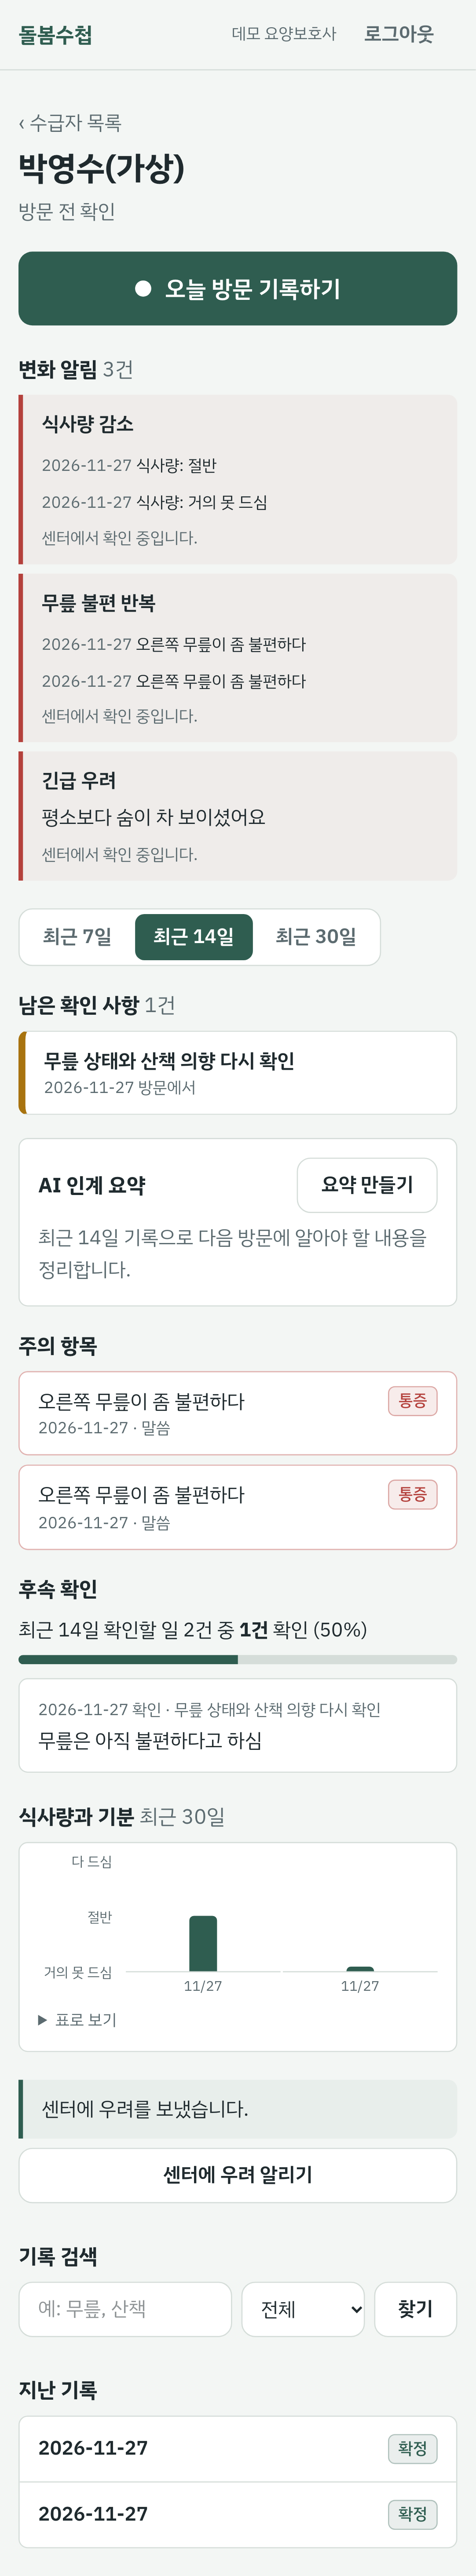 돌봄수첩
데모 요양보호사
로그아웃
‹ 수급자 목록
박영수(가상)
방문 전 확인
오늘 방문 기록하기
변화 알림 3건
식사량 감소
2026-11-27 식사량: 절반
2026-11-27 식사량: 거의 못 드심
센터에서 확인 중입니다.
무릎 불편 반복
2026-11-27 오른쪽 무릎이 좀 불편하다
2026-11-27 오른쪽 무릎이 좀 불편하다
센터에서 확인 중입니다.
긴급 우려
평소보다 숨이 차 보이셨어요
센터에서 확인 중입니다.
최근 7일
최근 14일
최근 30일
남은 확인 사항 1건
무릎 상태와 산책 의향 다시 확인
2026-11-27 방문에서
AI 인계 요약
요약 만들기
최근 14일 기록으로 다음 방문에 알아야 할 내용을
정리합니다.
주의 항목
오른쪽 무릎이 좀 불편하다
통증
2026-11-27 · 말씀
오른쪽 무릎이 좀 불편하다
통증
2026-11-27 · 말씀
후속 확인
최근 14일 확인할 일 2건 중 1건 확인 (50%)
2026-11-27 확인 · 무릎 상태와 산책 의향 다시 확인
무릎은 아직 불편하다고 하심
식사량과 기분 최근 30일
다 드심
절반
거의 못 드심
11/27
11/27
▶ 표로 보기
센터에 우려를 보냈습니다.
센터에 우려 알리기
기록 검색
예: 무릎, 산책
전체
찾기
지난 기록
2026-11-27
확정
2026-11-27
확정